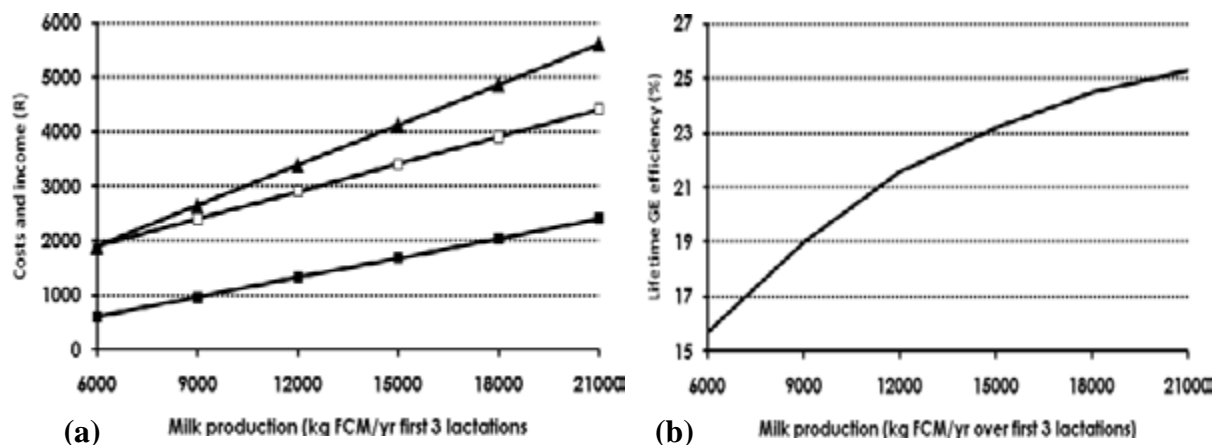 6000
5000
4000
3000
2000
1000
0
Costs and income (R)
6000 9000 12000 15000 18000 21000
Milk production (kg FCM/yr first 3 lactations
(a)
27
25
23
21
19
17
15
Lifetime GE efficiency (%)
6000 9000 12000 15000 18000 21000
Milk production (kg FCM/yr over first 3 lactations)
(b)